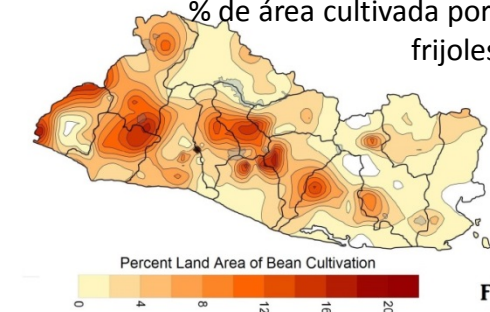 % de área cultivada por
frijoles
Percent Land Area of Bean Cultivation
0 4 8 12 16 20
F